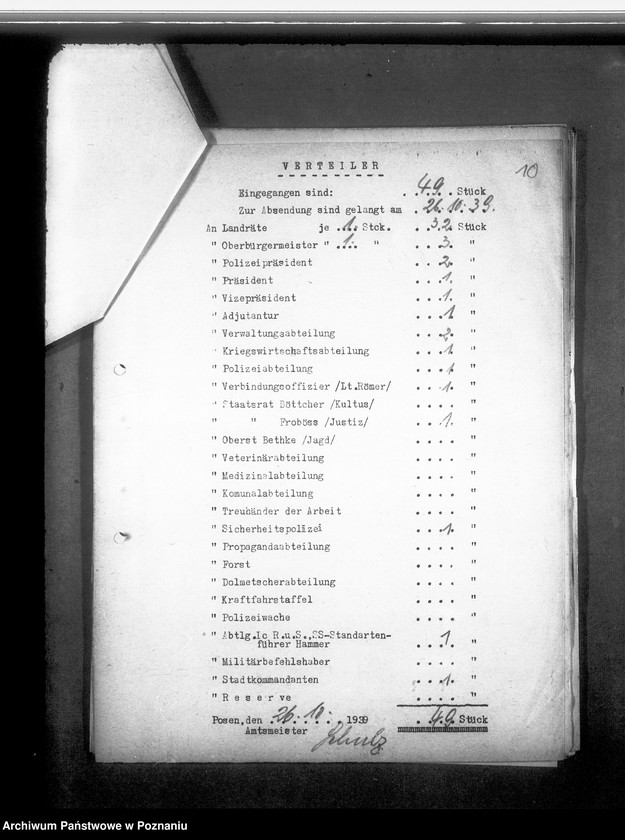 10
VERTEILER
Eingegangen sind: . 49. . Stück
Zur Absendung sind gelangt am . 26. 10. 39.
An Landräte je .1. Stck. . . 32. Stück
" Oberbürgermeister " .1. . " . . 3. "
" Polizeipräsident . . 2. "
" Präsident . . . 1. "
" Vizepräsident . . . 1. "
" Adjutantur . . . 1 "
" Verwaltungsabteilung . . . 2. "
" Kriegswirtschaftsabteilung . . . 1. "
" Polizeiabteilung . . . 1 "
" Verbindungsoffizier /Lt.Römer/ . . . 1. "
" Staatsrat Döttcher /Kultus/ . . . . "
" " Froböss /Justiz/ . . . 1. "
" Oberst Bethke /Jagd/ . . . . "
" Veterinärabteilung . . . . "
" Medizinalabteilung . . . . "
" Komunalabteilung . . . . "
" Treuhänder der Arbeit . . . . "
" Sicherheitspolizei . . . 1. "
" Propagandaabteilung . . . . "
" Forst . . . . "
" Dolmetscherabteilung . . . . "
" Kraftfahrstaffel . . . . "
" Polizeiwache . . . . "
" Abtlg.Ic R.u.S.,SS-Standarten-
führer Hammer . . 1. "
" Militärbefehlshaber . . . . "
" Stadtkommandanten . . . 1. "
" R e s e r v e . . . . "
Posen,den . 26. 10. . 1939 . 49. Stück
Amtsmeister Schulz
Archiwum Państwowe w Poznaniu